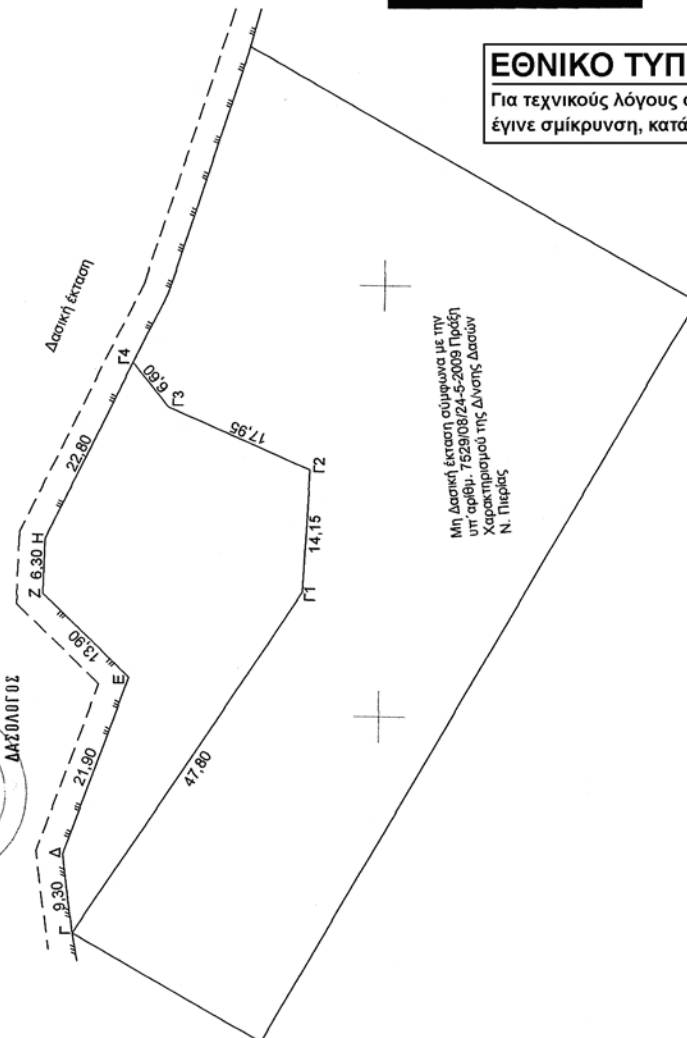 ΕΘΝΙΚΟ ΤΥΠ
Για τεχνικούς λόγους
έγινε σμίκρυνση, κατά
Δασική έκταση
Γ4
6,60
Γ3
22,80
17,95
Γ2
Η
6,30
Ζ
14,15
Γ1
13,90
Ε
Μη Δασική έκταση σύμφωνα με την
υπ΄αρίθμ. 7529/08/24-5-2009 Πράξη
Χαρακτηρισμού της Δ/νσης Δασών
Ν. Πιερίας
ΔΑΣΟΛΟΓΟΣ
21,90
47,80
Δ
9,30
Γ